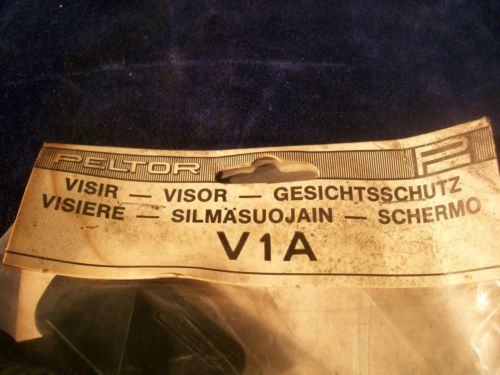 PELTOR P
VISIR — VISOR — GESICHTSSCHUTZ
VISIERE — SILMÄSUOJAIN — SCHERMO
V1A